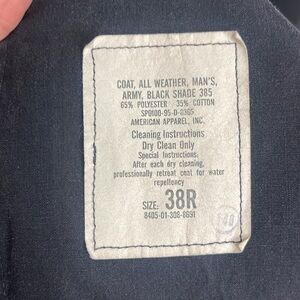 COAT, ALL WEATHER, MAN'S,
ARMY, BLACK SHADE 385
65% POLYESTER 35% COTTON
SPO100-95-D-0365
AMERICAN APPAREL, INC.
Cleaning Instructions
Dry Clean Only
Special Instructions:
After each dry cleaning,
professionally retreat coat for water
repellency
SIZE: 38R
8405-01-308-8691